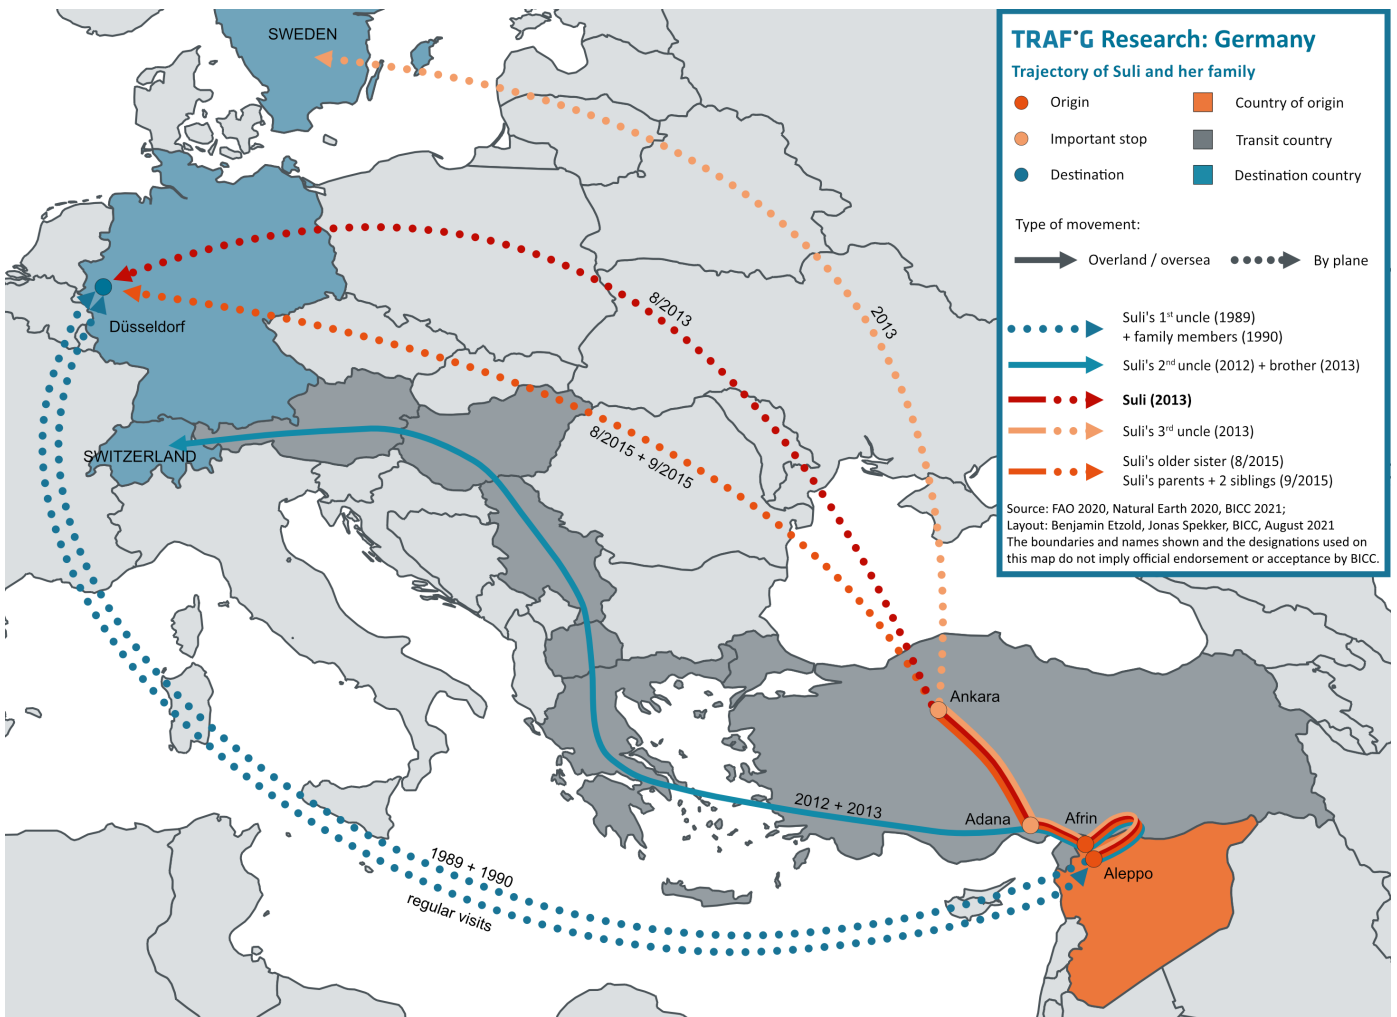 SWEDEN
TRAFIG Research: Germany
Trajectory of Suli and her family
Origin
Country of origin
Important stop
Transit country
Destination
Destination country
Type of movement:
Overland / oversea
By plane
Suli's 1st uncle (1989)
+ family members (1990)
Suli's 2nd uncle (2012) + brother (2013)
Suli (2013)
Suli's 3rd uncle (2013)
Suli's older sister (8/2015)
Suli's parents + 2 siblings (9/2015)
Source: FAO 2020, Natural Earth 2020, BICC 2021;
Layout: Benjamin Etzold, Jonas Spekker, BICC, August 2021
The boundaries and names shown and the designations used on
this map do not imply official endorsement or acceptance by BICC.
8/2013
2013
Düsseldorf
8/2015 + 9/2015
SWITZERLAND
Ankara
2012 + 2013
Adana
Afrin
Aleppo
1989 + 1990
regular visits